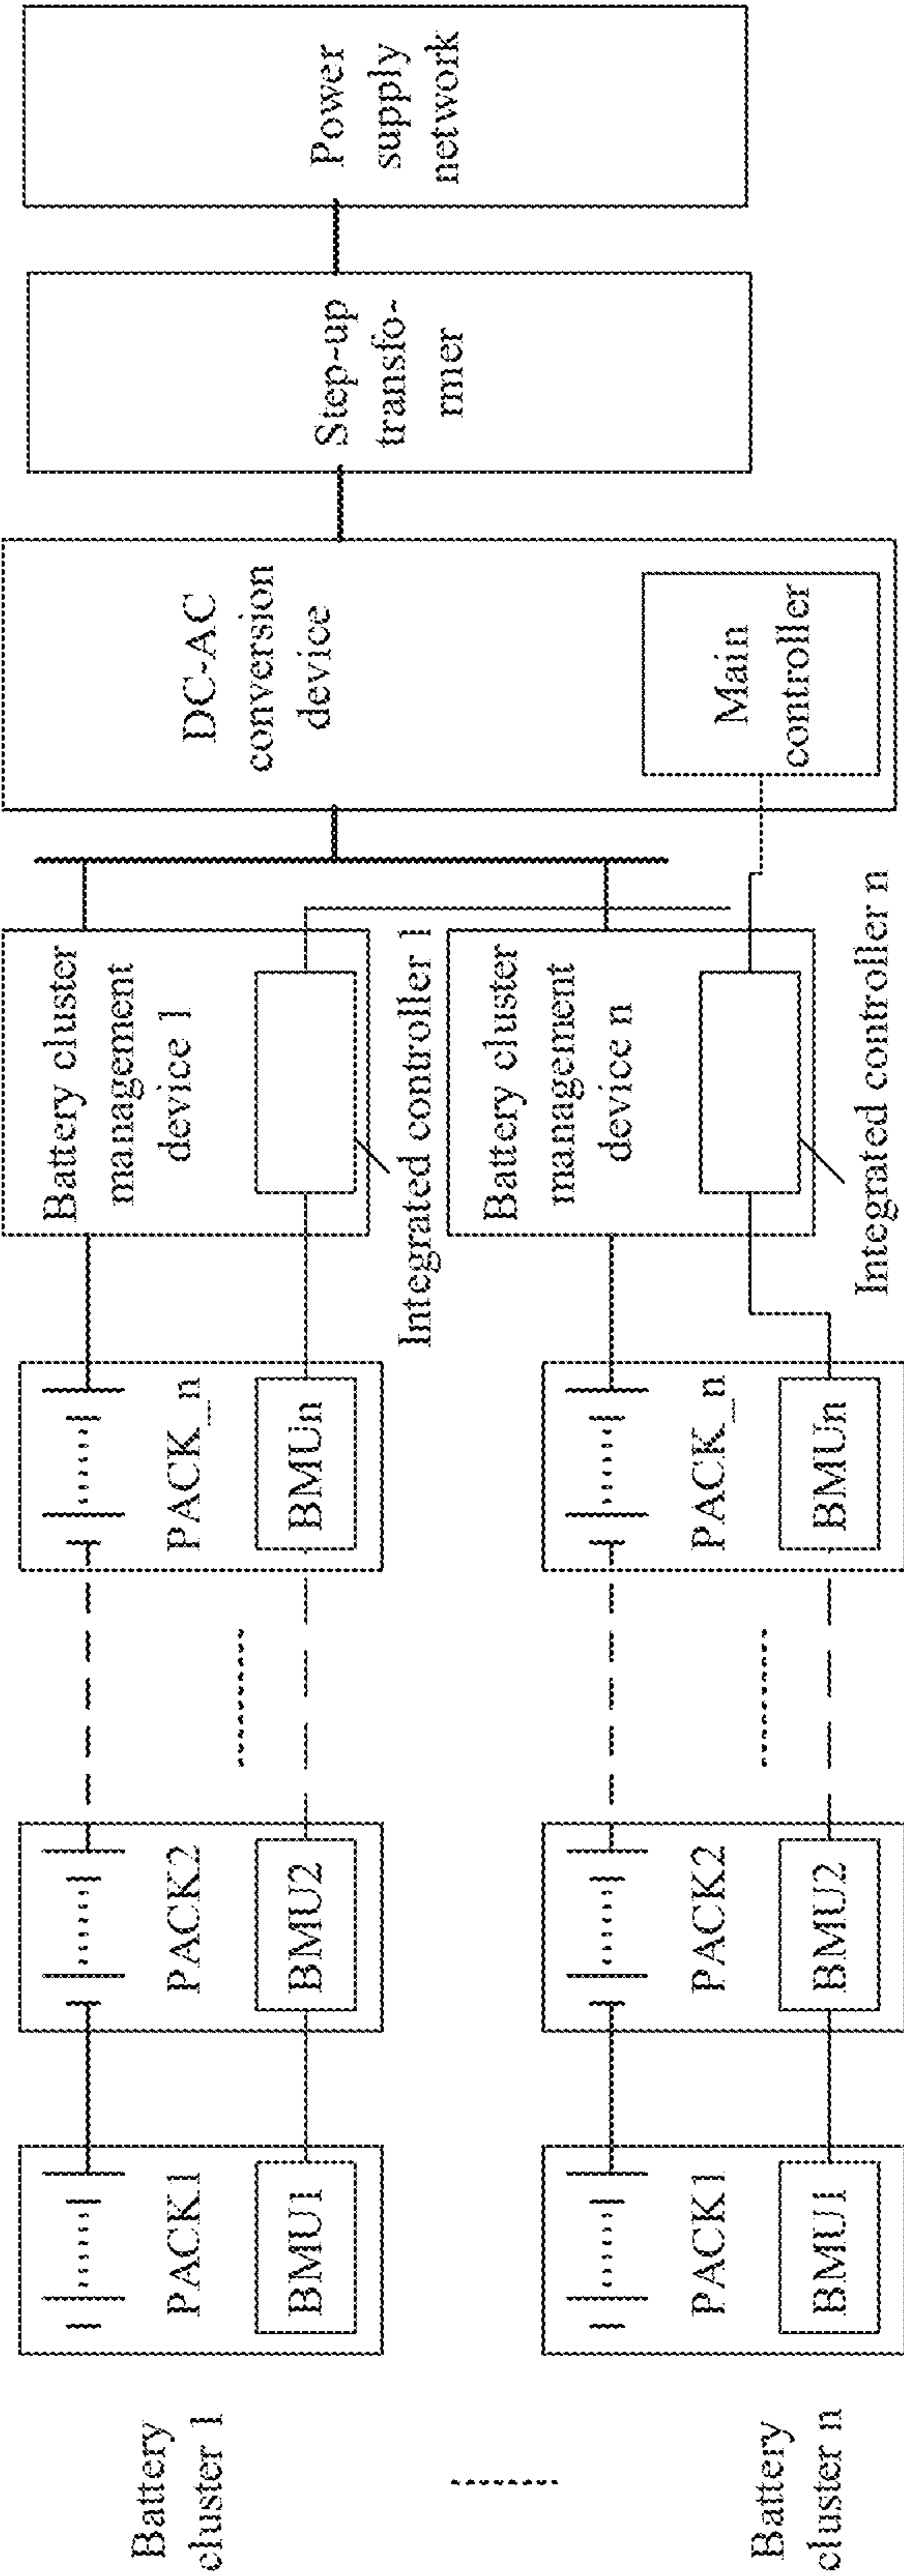 Battery
cluster 1
PACK1
BMU1
PACK2
BMU2
PACK_n
BMUn
Battery cluster
management
device 1
Integrated controller 1
Battery
cluster n
PACK1
BMU1
PACK2
BMU2
PACK_n
BMUn
Battery cluster
management
device n
Integrated controller n
DC-AC
conversion
device
Main
controller
Step-up
transfo-
rmer
Power
supply
network